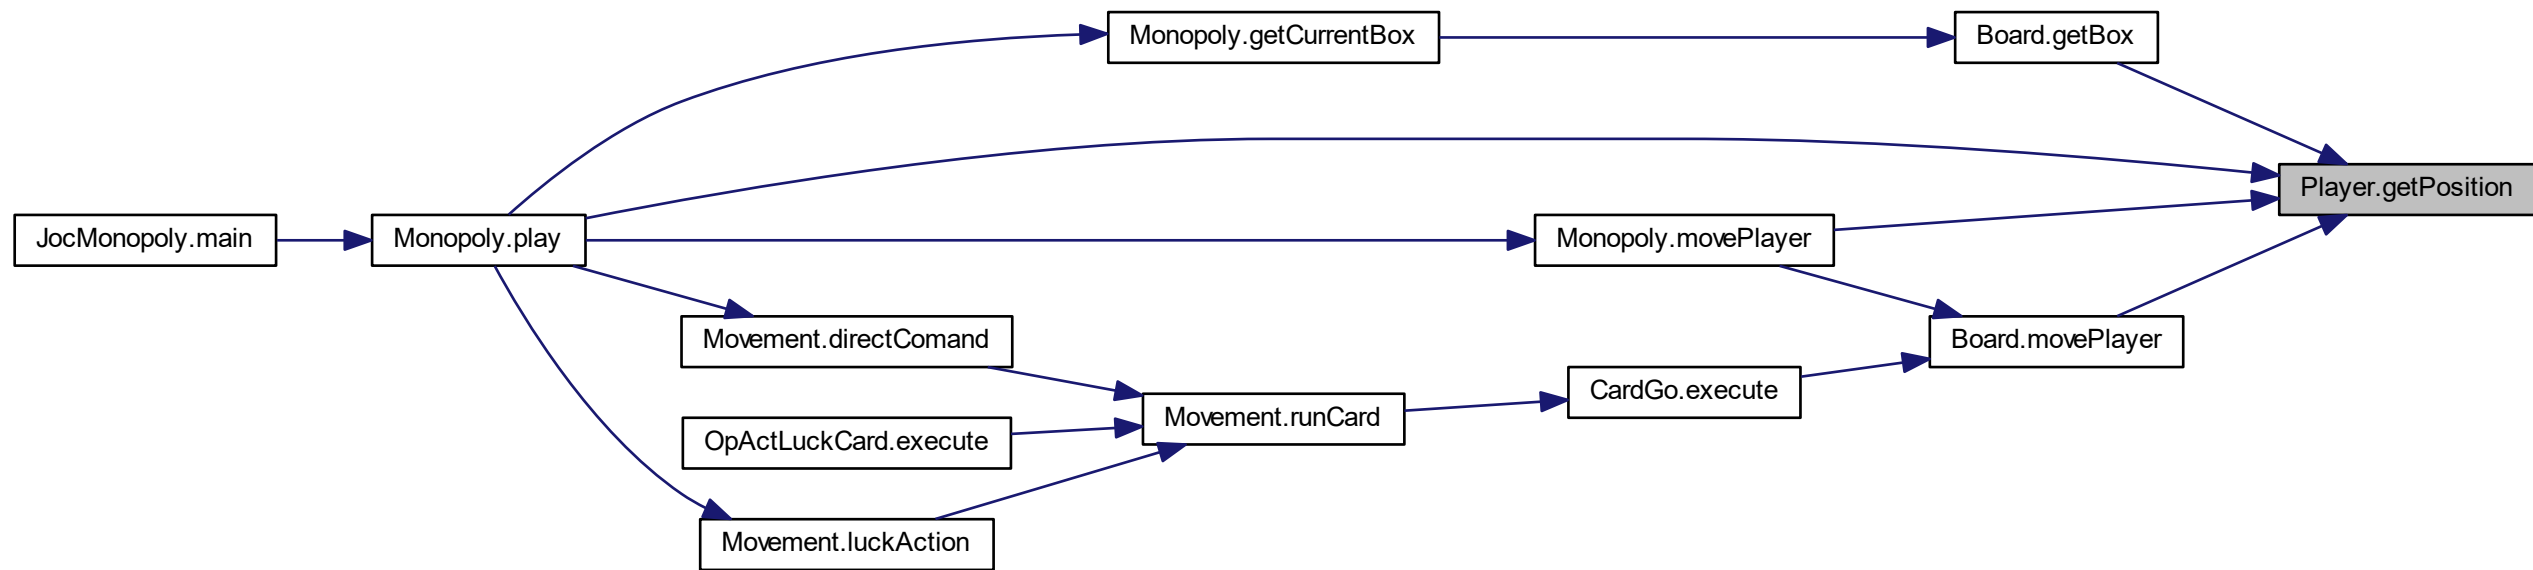 Monopoly.getCurrentBox
Board.getBox
Player.getPosition
JocMonopoly.main
Monopoly.play
Monopoly.movePlayer
Movement.directComand
Board.movePlayer
CardGo.execute
Movement.runCard
OpActLuckCard.execute
Movement.luckAction